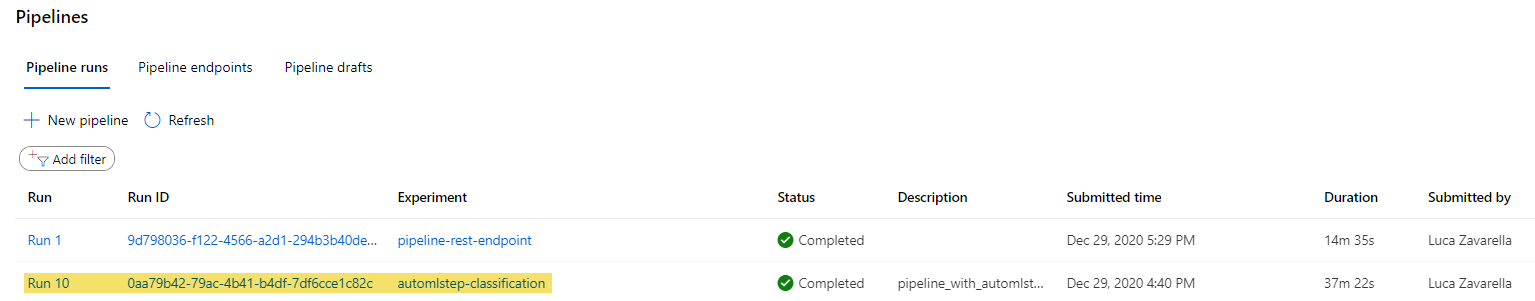 Pipelines
Pipeline runs Pipeline endpoints Pipeline drafts
New pipeline Refresh
Add filter
Run Run ID Experiment Status Description Submitted time Duration Submitted by
Run 1 9d798036-f122-4566-a2d1-294b3b40de... pipeline-rest-endpoint Completed Dec 29, 2020 5:29 PM 14m 35s Luca Zavarella
Run 10 0aa79b42-79ac-4b41-b4df-7df6cce1c82c automlstep-classification Completed pipeline_with_automlst... Dec 29, 2020 4:40 PM 37m 22s Luca Zavarella